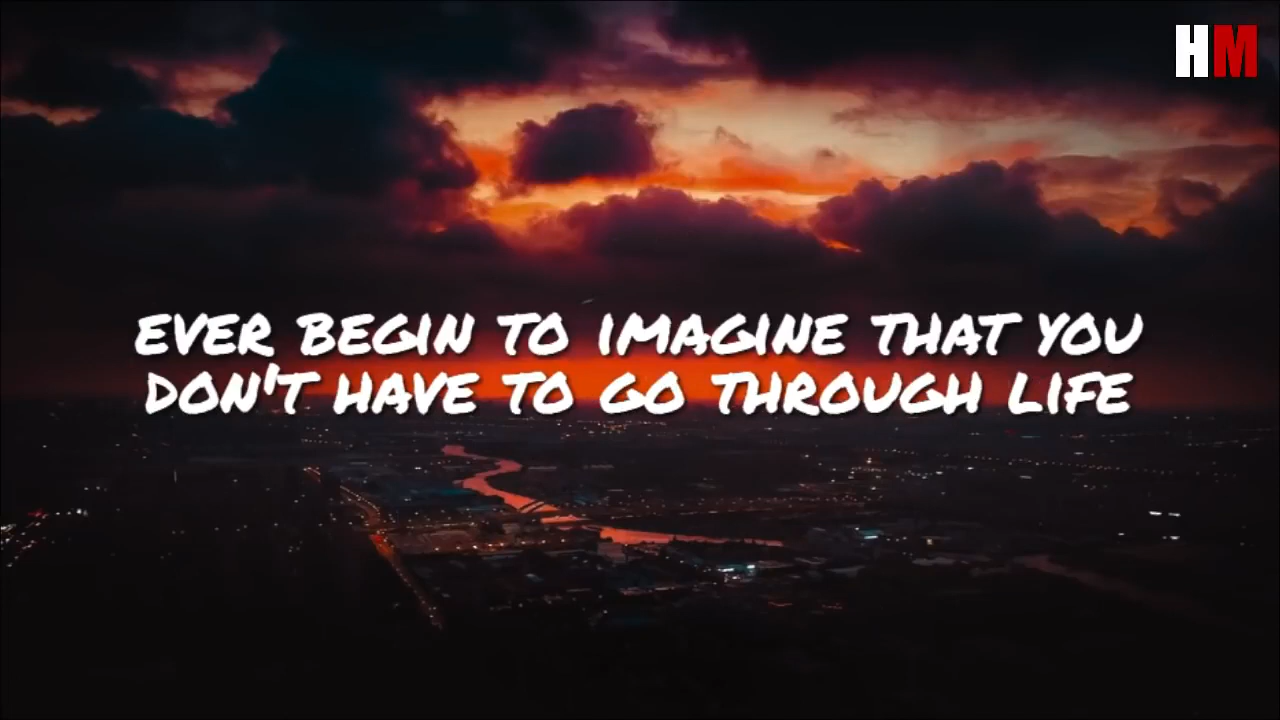 HM
EVER BEGIN TO IMAGINE THAT YOU
DON'T HAVE TO GO THROUGH LIFE